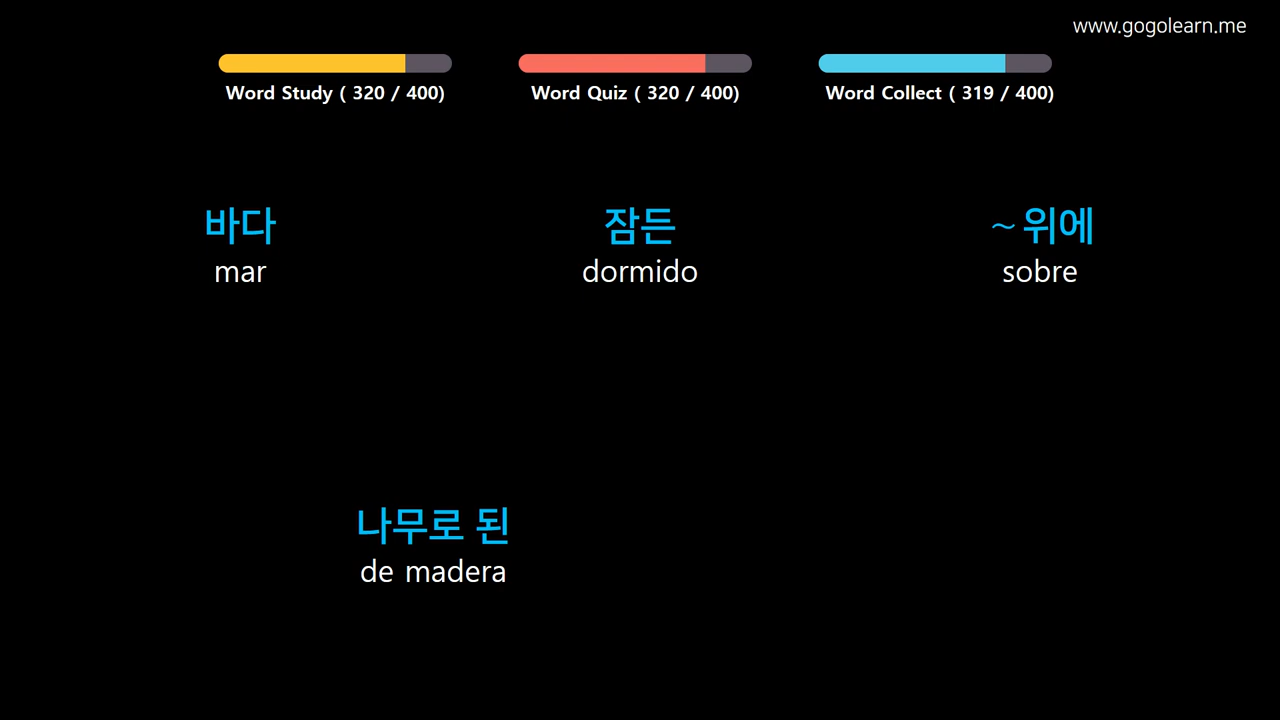 www.gogolearn.me
Word Study ( 320 / 400)
Word Quiz ( 320 / 400)
Word Collect ( 319 / 400)
바다
mar
잠든
dormido
~위에
sobre
나무로 된
de madera